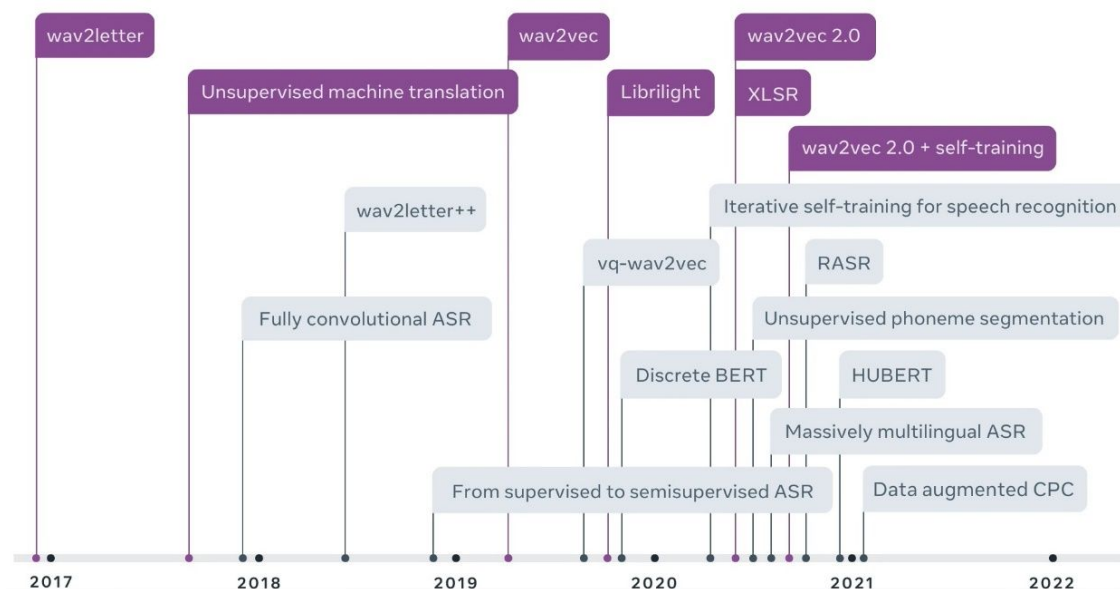 wav2letter
wav2vec
wav2vec 2.0
Unsupervised machine translation
Librilight
XLSR
wav2vec 2.0 + self-training
wav2letter++
Iterative self-training for speech recognition
vq-wav2vec
RASR
Fully convolutional ASR
Unsupervised phoneme segmentation
Discrete BERT
HUBERT
Massively multilingual ASR
From supervised to semisupervised ASR
Data augmented CPC
2017
2018
2019
2020
2021
2022